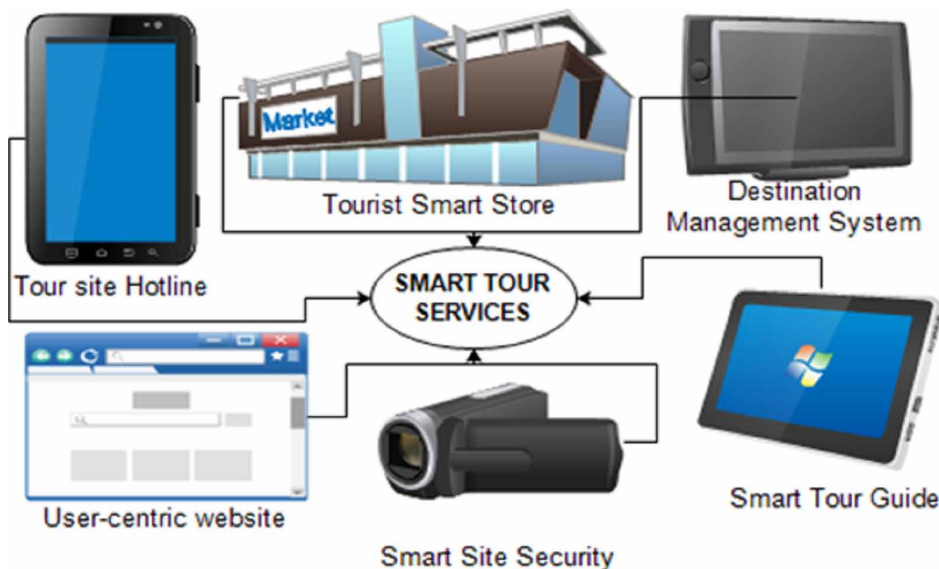 Market
Tourist Smart Store
Destination
Management System
Tour site Hotline
SMART TOUR
SERVICES
User-centric website
Smart Tour Guide
Smart Site Security